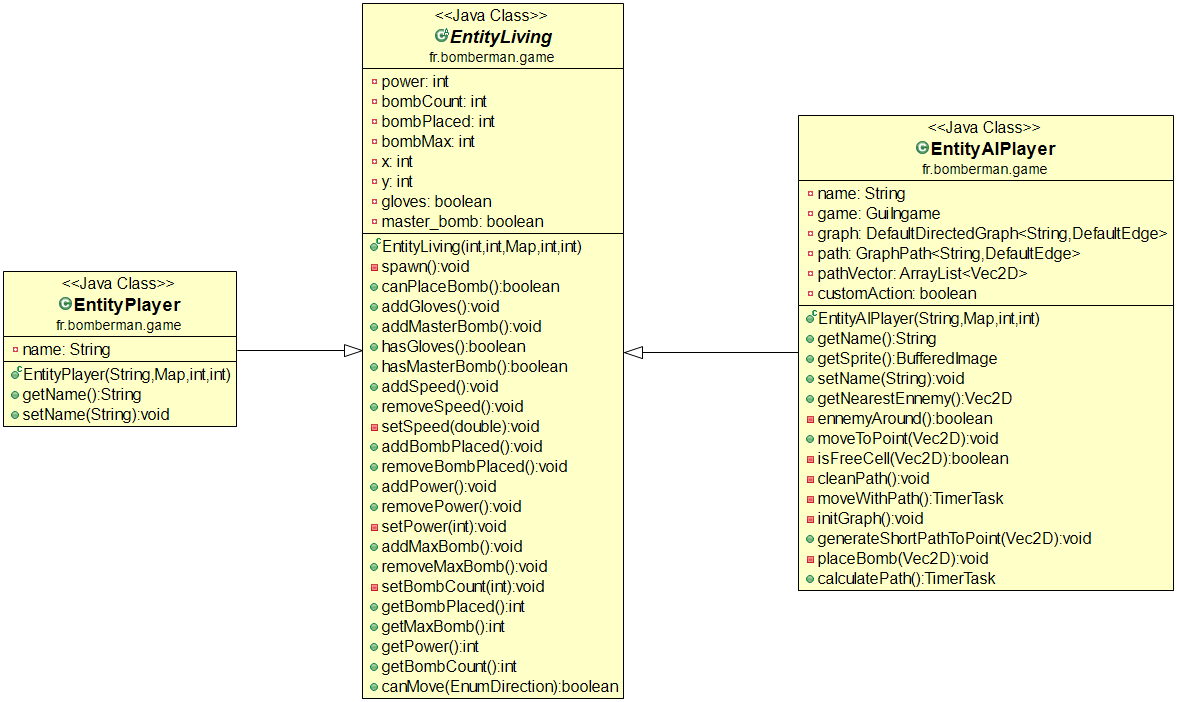 <<Java Class>>
EntityPlayer
fr.bomberman.game
name: String
EntityPlayer(String,Map,int,int)
getName():String
setName(String):void
<<Java Class>>
EntityLiving
fr.bomberman.game
power: int
bombCount: int
bombPlaced: int
bombMax: int
x: int
y: int
gloves: boolean
master_bomb: boolean
EntityLiving(int,int,Map,int,int)
spawn():void
canPlaceBomb():boolean
addGloves():void
addMasterBomb():void
hasGloves():boolean
hasMasterBomb():boolean
addSpeed():void
removeSpeed():void
setSpeed(double):void
addBombPlaced():void
removeBombPlaced():void
addPower():void
removePower():void
setPower(int):void
addMaxBomb():void
removeMaxBomb():void
setBombCount(int):void
getBombPlaced():int
getMaxBomb():int
getPower():int
getBombCount():int
canMove(EnumDirection):boolean
<<Java Class>>
EntityAIPlayer
fr.bomberman.game
name: String
game: GuiIngame
graph: DefaultDirectedGraph<String,DefaultEdge>
path: GraphPath<String,DefaultEdge>
pathVector: ArrayList<Vec2D>
customAction: boolean
EntityAIPlayer(String,Map,int,int)
getName():String
getSprite():BufferedImage
setName(String):void
getNearestEnnemy():Vec2D
ennemyAround():boolean
moveToPoint(Vec2D):void
isFreeCell(Vec2D):boolean
cleanPath():void
moveWithPath():TimerTask
initGraph():void
generateShortPathToPoint(Vec2D):void
placeBomb(Vec2D):void
calculatePath():TimerTask